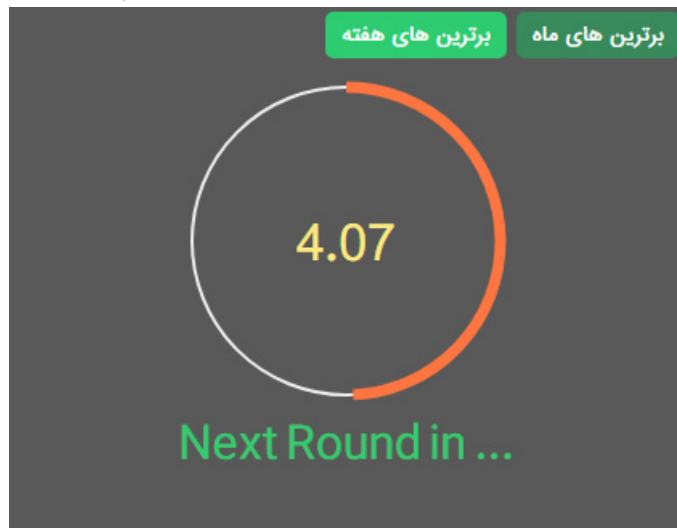 برترین های ماه
برترین های هفته
4.07
Next Round in ...